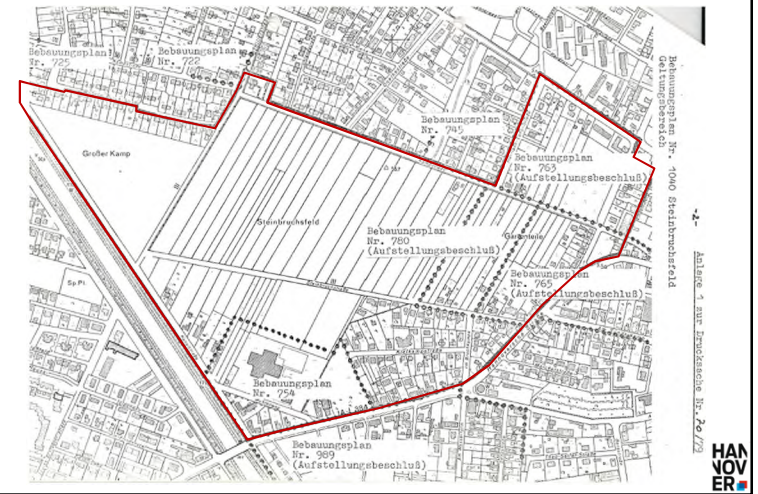 Bebauungsplan
Nr. 725
Bebauungsplan
Nr. 722
Bebauungsplan
Nr. 745
Großer Kamp
Bebauungsplan
Nr. 763
(Aufstellungsbeschluß)
Steinbruchsfeld
Bebauungsplan
Nr. 780
(Aufstellungsbeschluß)
Bebauungsplan
Nr. 765
(Aufstellungsbeschluß)
Sp.Pl.
Bebauungsplan
Nr. 754
Bebauungsplan
Nr. 989
(Aufstellungsbeschluß)
Bebauungsplan Nr. 1040 Steinbruchsfeld
Geltungsbereich
-2-
Anlage 1 zur Drucksache Nr. 70/79
HAN
NOV
ER